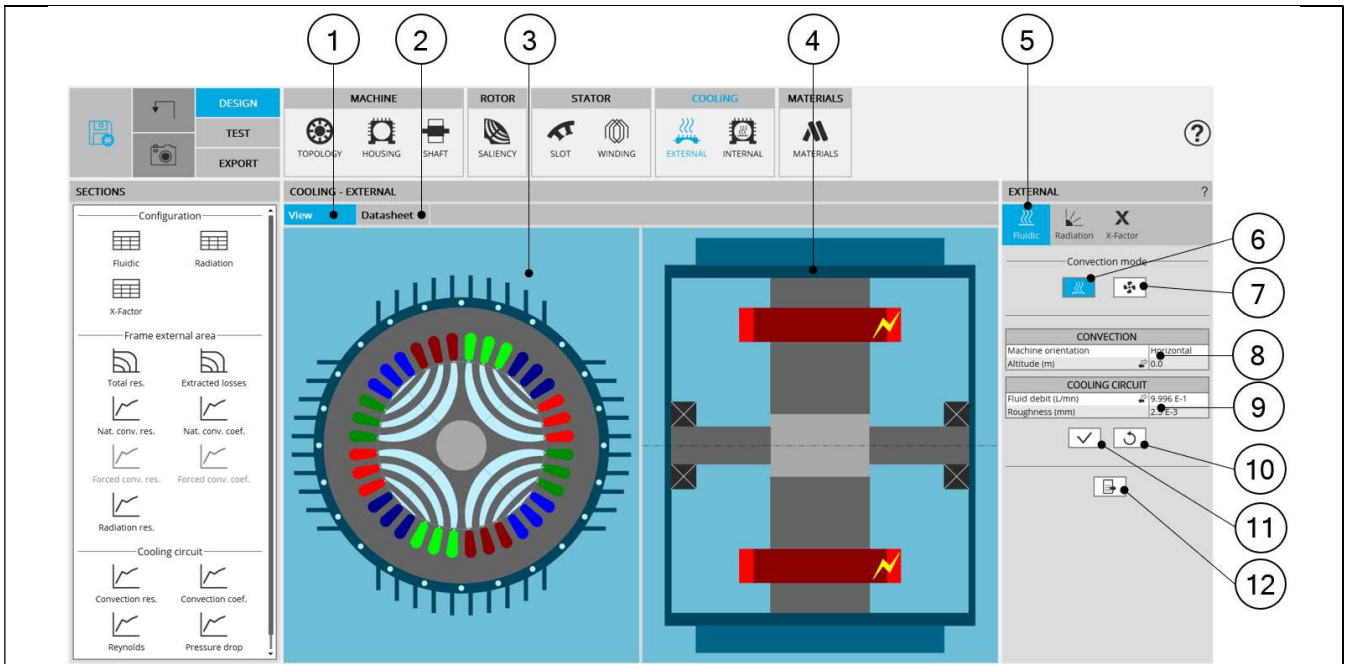 1 2 3 4 5
DESIGN MACHINE ROTOR STATOR COOLING MATERIALS
TEST
EXPORT TOPOLOGY HOUSING SHAFT SALIENCY SLOT WINDING EXTERNAL INTERNAL MATERIALS ?
SECTIONS COOLING - EXTERNAL EXTERNAL ?
View Datasheet
Configuration
Fluidic Radiation
X-Factor
Frame external area
Total res. Extracted losses
Nat. conv. res. Nat. conv. coef.
Forced conv. res. Forced conv. coef.
Radiation res.
Cooling circuit
Convection res. Convection coef.
Reynolds Pressure drop
Fluidic Radiation X-Factor
X
6
Convection mode
7
CONVECTION
Machine orientation Horizontal
8
Altitude (m) 0.0
COOLING CIRCUIT
Fluid debit (L/mn) 9.996 E-1
9
Roughness (mm)
10
11
12